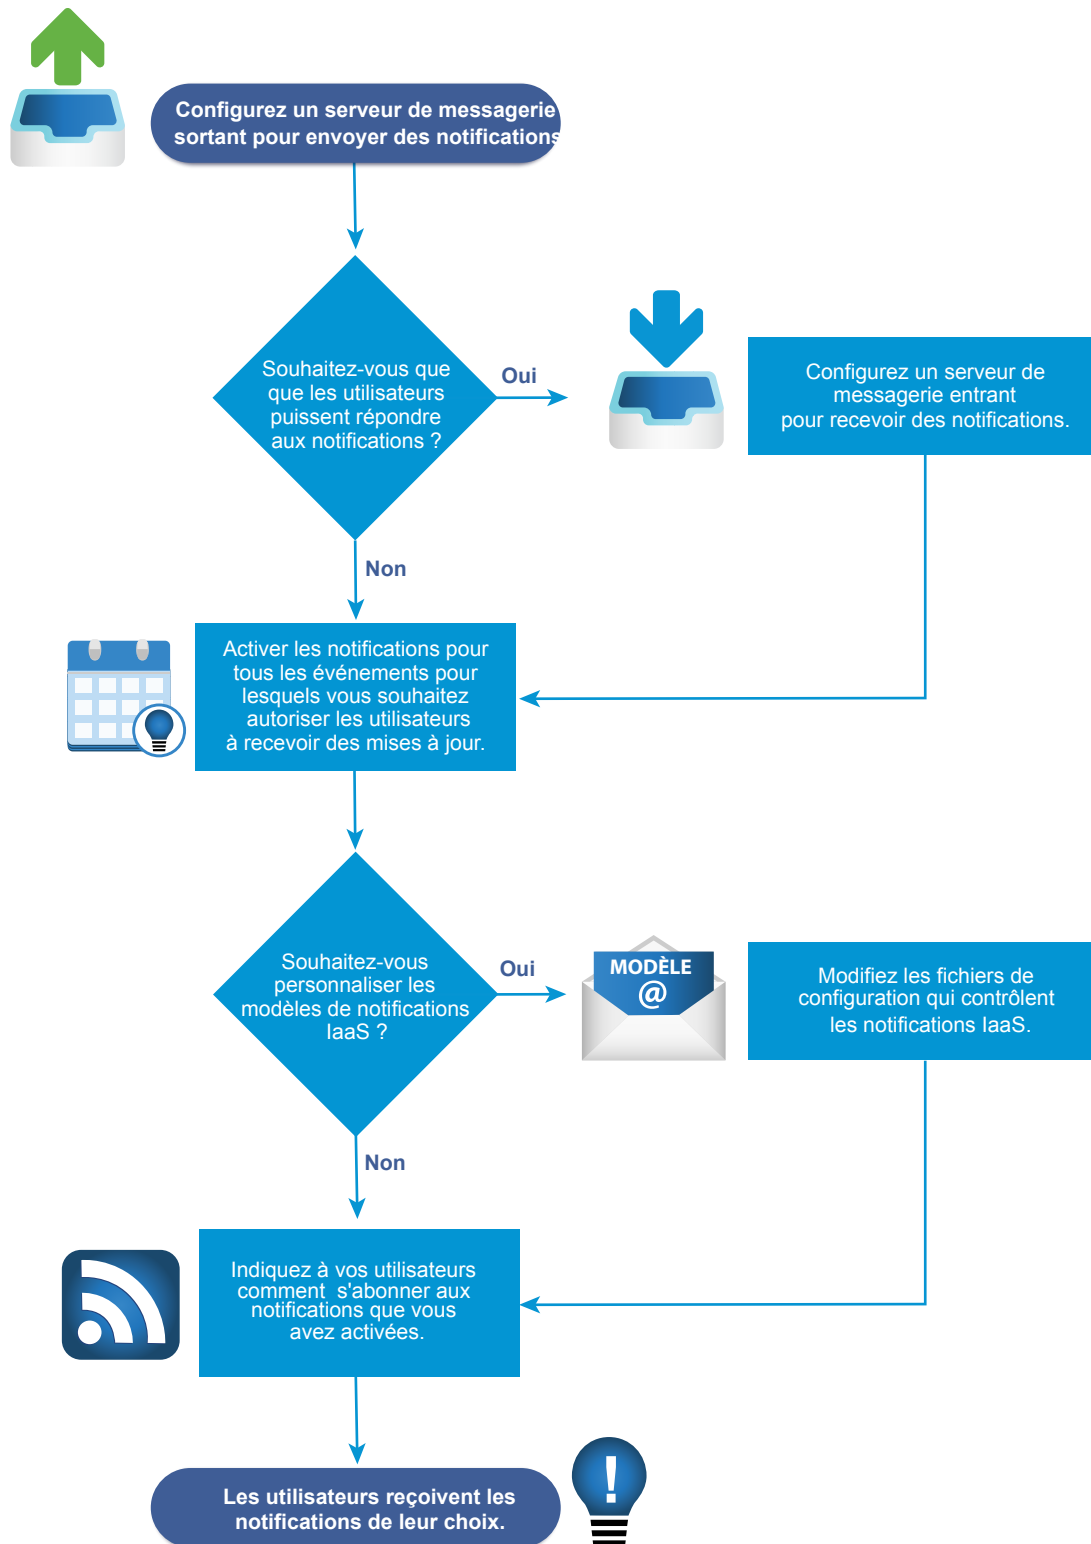 Configurez un serveur de messagerie
sortant pour envoyer des notifications
Souhaitez-vous que
que les utilisateurs
puissent répondre
aux notifications ?
Oui
Configurez un serveur de
messagerie entrant
pour recevoir des notifications.
Non
Activer les notifications pour
tous les événements pour
lesquels vous souhaitez
autoriser les utilisateurs
à recevoir des mises à jour.
Souhaitez-vous
personnaliser les
modèles de notifications
IaaS ?
Oui
MODÈLE
@
Modifiez les fichiers de
configuration qui contrôlent
les notifications IaaS.
Non
Indiquez à vos utilisateurs
comment s'abonner aux
notifications que vous
avez activées.
Les utilisateurs reçoivent les
notifications de leur choix.
!